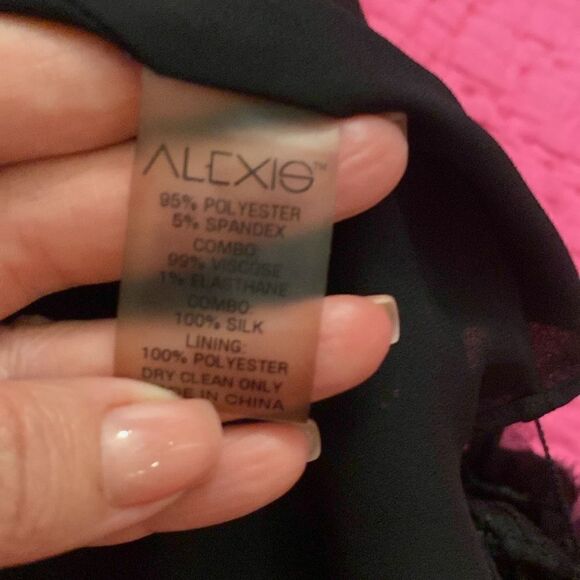 ALEXIS™
95% POLYESTER
5% SPANDEX
COMBO:
99% VISCOSE
1% ELASTHANE
COMBO:
100% SILK
LINING:
100% POLYESTER
DRY CLEAN ONLY
IN CHINA